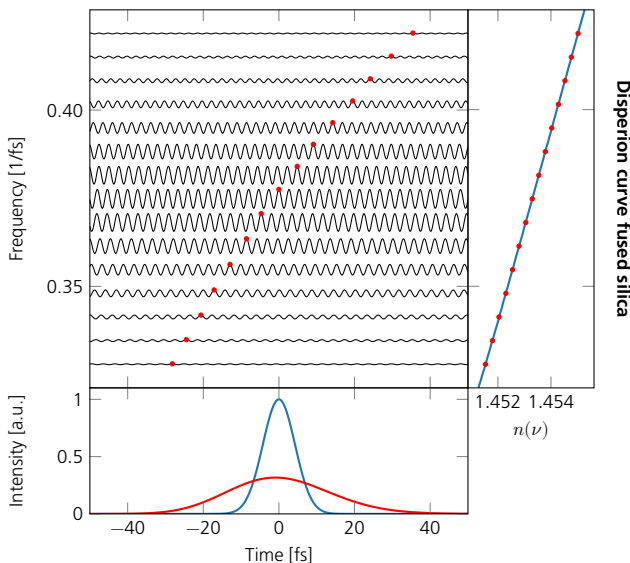 0.40
0.35
Frequency [1/fs]
Disperion curve fused silica
1.452
1.454
n(ν)
1
0.5
0
Intensity [a.u.]
−40
−20
0
20
40
Time [fs]